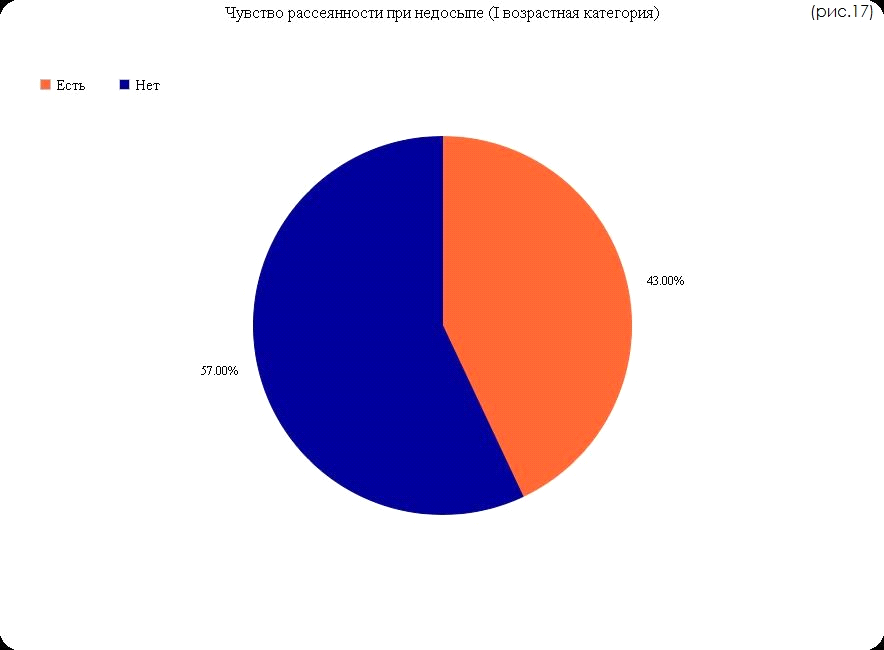 Чувство рассеянности при недосыпе (I возрастная категория)
(рис.17)
Есть
Нет
43.00%
57.00%